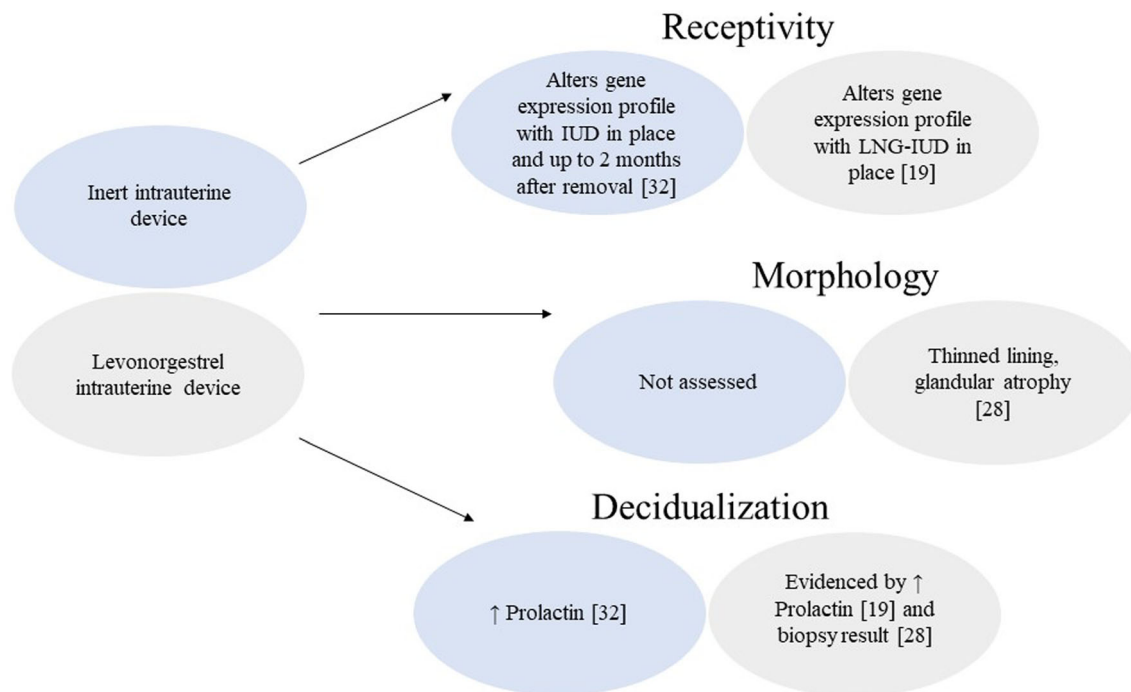 Receptivity
Inert intrauterine
device
Levonorgestrel
intrauterine device
Alters gene
expression profile
with IUD in place
and up to 2 months
after removal [32]
Alters gene
expression profile
with LNG-IUD in
place [19]
Morphology
Not assessed
Thinned lining,
glandular atrophy
[28]
Decidualization
↑ Prolactin [32]
Evidenced by ↑
Prolactin [19] and
biopsy result [28]